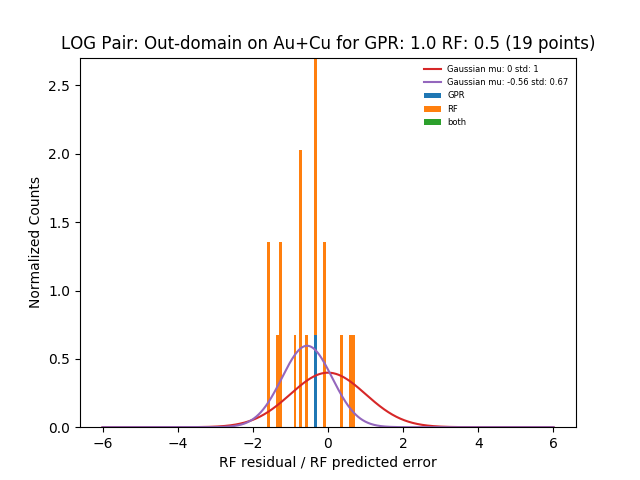 LOG Pair: Out-domain on Au+Cu for GPR: 1.0 RF: 0.5 (19 points)
Gaussian mu: 0 std: 1
Gaussian mu: -0.56 std: 0.67
GPR
RF
both
Normalized Counts
2.5
2.0
1.5
1.0
0.5
0.0
−6
−4
−2
0
2
4
6
RF residual / RF predicted error